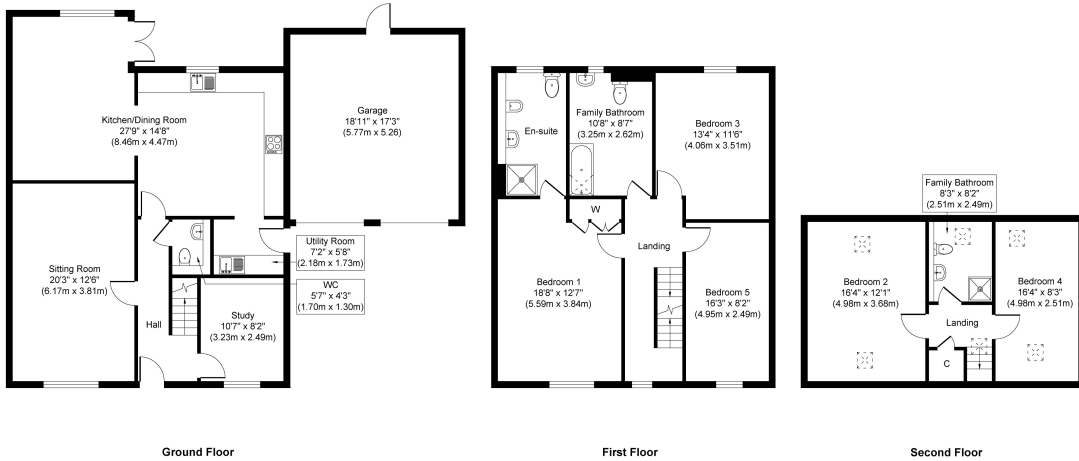 Kitchen/Dining Room
27'9" x 14'8"
(8.46m x 4.47m)
Garage
18'11" x 17'3"
(5.77m x 5.26)
Sitting Room
20'3" x 12'6"
(6.17m x 3.81m)
Utility Room
7'2" x 5'8"
(2.18m x 1.73m)
WC
5'7" x 4'3"
(1.70m x 1.30m)
Study
10'7" x 8'2"
(3.23m x 2.49m)
Hall
Ground Floor
En-suite
Family Bathroom
10'8" x 8'7"
(3.25m x 2.62m)
Bedroom 3
13'4" x 11'6"
(4.06m x 3.51m)
W
Landing
Bedroom 1
18'8" x 12'7"
(5.59m x 3.84m)
Bedroom 5
16'3" x 8'2"
(4.95m x 2.49m)
First Floor
Family Bathroom
8'3" x 8'2"
(2.51m x 2.49m)
Bedroom 2
16'4" x 12'1"
(4.98m x 3.68m)
Bedroom 4
16'4" x 8'3"
(4.98m x 2.51m)
Landing
C
Second Floor